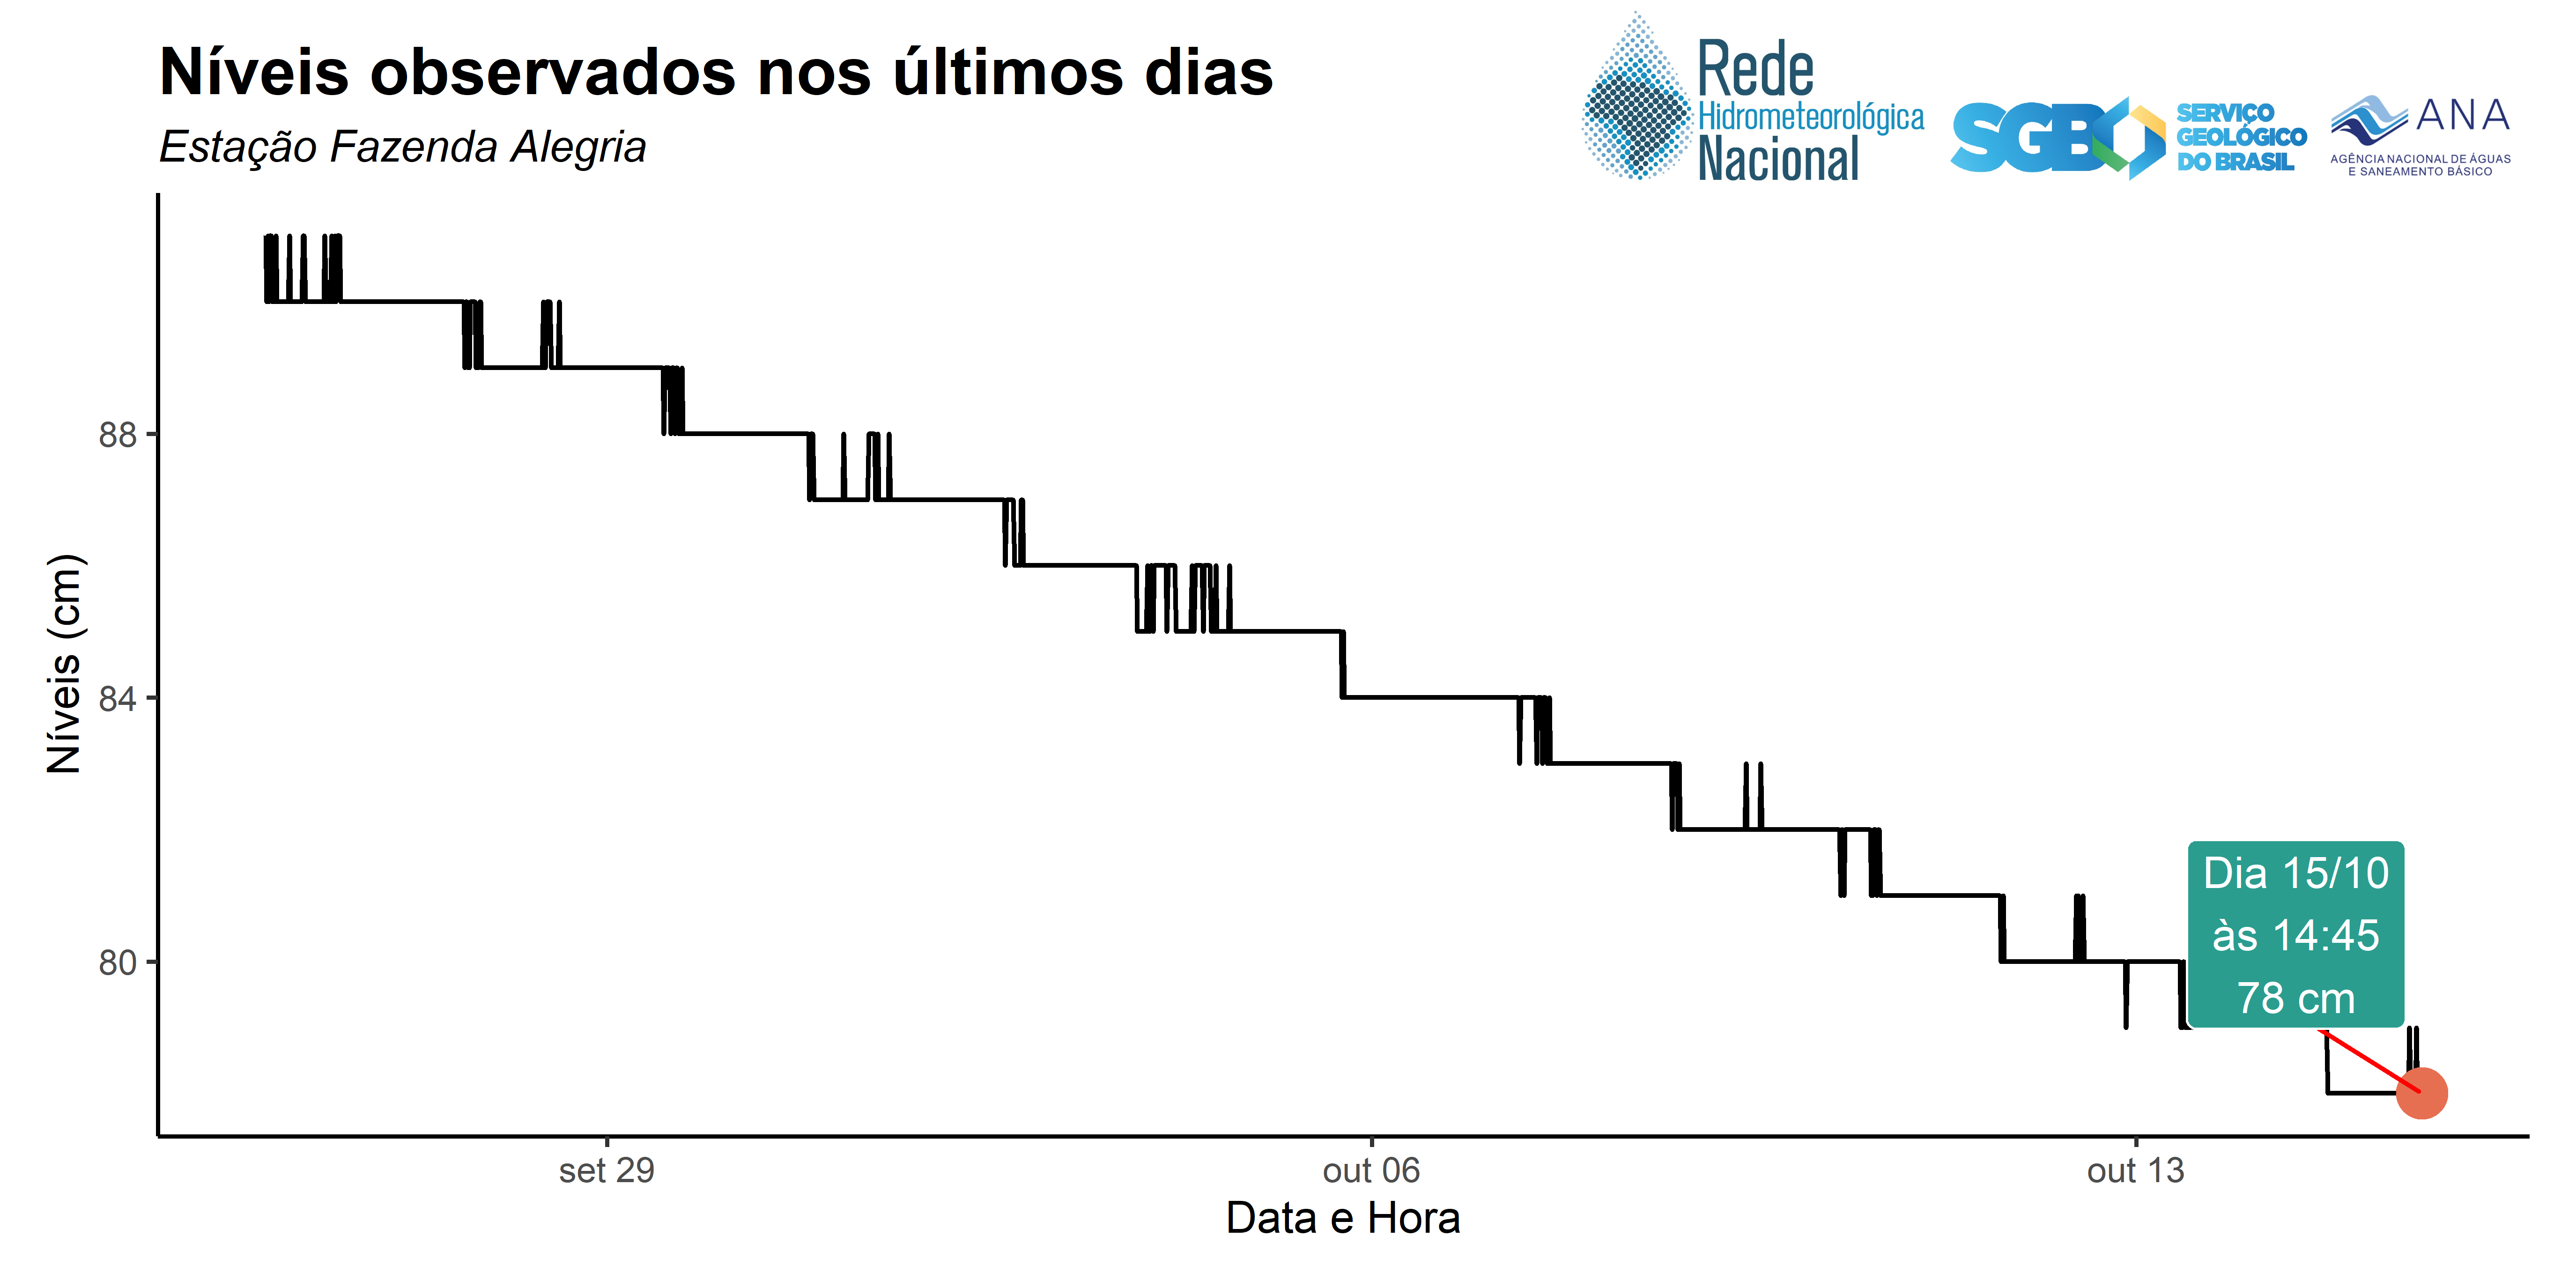 Níveis observados nos últimos dias
Estação Fazenda Alegria
Rede
Hidrometeorológica
Nacional
SGB
SERVIÇO
GEOLÓGICO
DO BRASIL
ANA
AGÊNCIA NACIONAL DE ÁGUAS
E SANEAMENTO BÁSICO
Níveis (cm)
88
84
80
Dia 15/10
às 14:45
78 cm
set 29
out 06
out 13
Data e Hora